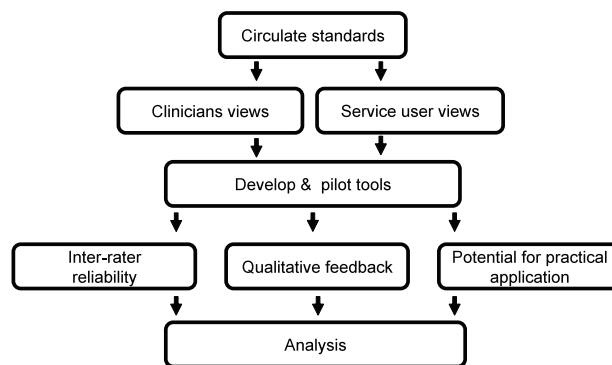 Circulate standards
Clinicians views
Service user views
Develop & pilot tools
Inter-rater
reliability
Qualitative feedback
Potential for practical
application
Analysis